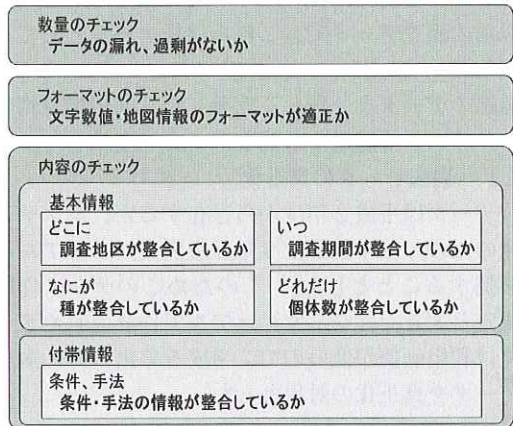 数量のチェック
データの漏れ、過剰がないか
フォーマットのチェック
文字数値・地図情報のフォーマットが適正か
内容のチェック
基本情報
どこに
調査地区が整合しているか
いつ
調査期間が整合しているか
なにが
種が整合しているか
どれだけ
個体数が整合しているか
付帯情報
条件、手法
条件・手法の情報が整合しているか